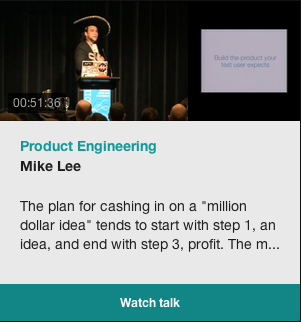 Build the product your
test user expects
00:51:36
Product Engineering
Mike Lee
The plan for cashing in on a "million
dollar idea" tends to start with step 1, an
idea, and end with step 3, profit. The m...
Watch talk